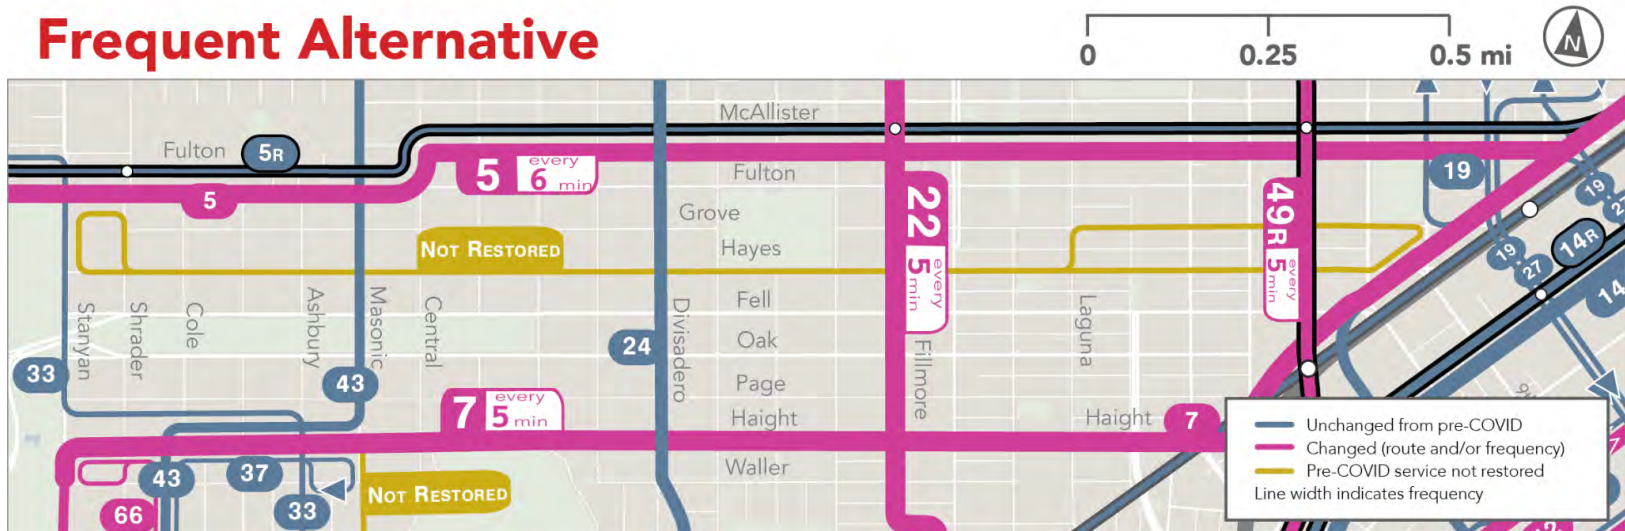 Frequent Alternative
0 0.25 0.5 mi
N
McAllister
Fulton
5R
5
every
6 min
Fulton
19
5
22
every
5 min
49R
every
5 min
Grove
Hayes
NOT RESTORED
19
27
14R
19
27
14
Stanyan
Shrader
Cole
Ashbury
Masonic
Central
Divisadero
Fell
Oak
Page
Haight
Waller
Fillmore
Laguna
33
43
24
7
every
5 min
Haight
7
43
37
33
66
NOT RESTORED
Unchanged from pre-COVID
Changed (route and/or frequency)
Pre-COVID service not restored
Line width indicates frequency